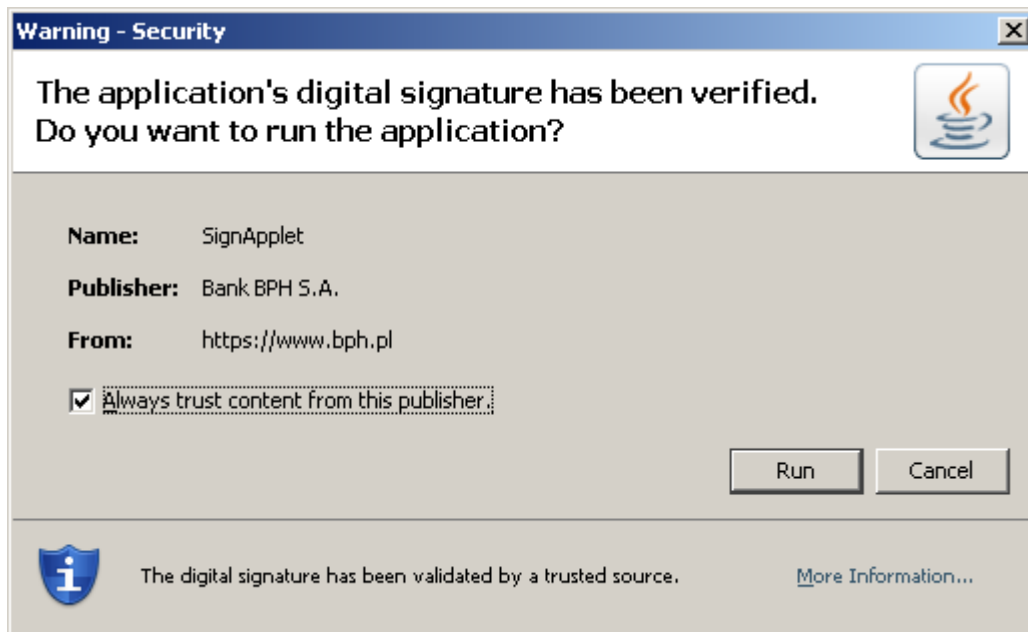 Warning - Security
The application's digital signature has been verified.
Do you want to run the application?
Name: SignApplet
Publisher: Bank BPH S.A.
From: https://www.bph.pl
Always trust content from this publisher.
Run Cancel
The digital signature has been validated by a trusted source. More Information...